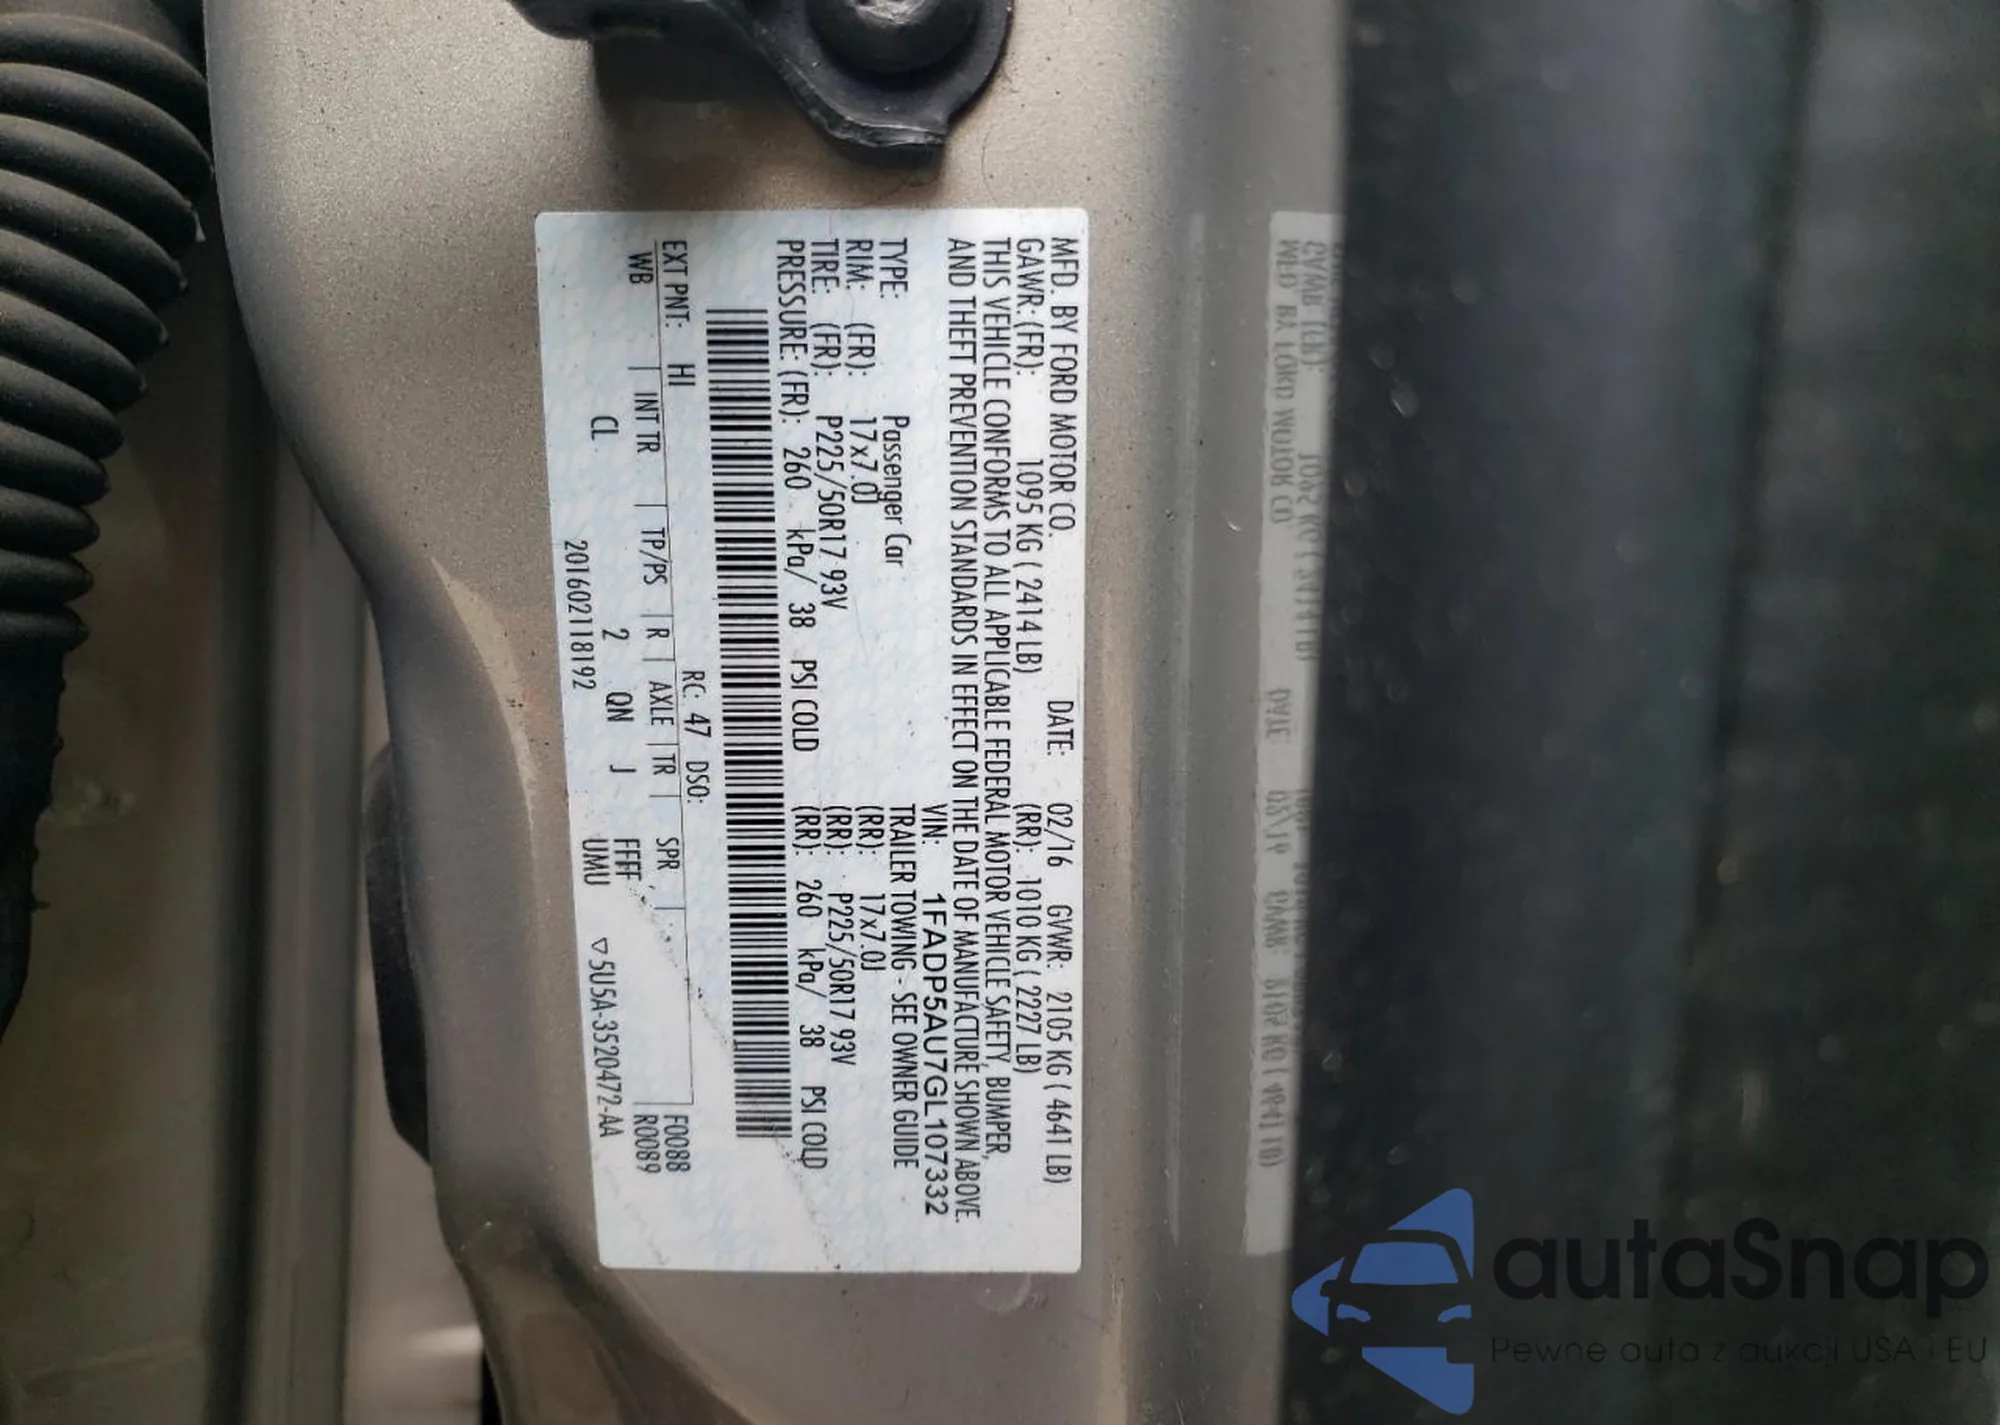 MFD. BY FORD MOTOR CO. DATE: 02/16 GVWR: 2105 KG ( 4641 LB)
GAWR: (FR): 1095 KG ( 2414 LB) (RR): 1010 KG ( 2227 LB)
THIS VEHICLE CONFORMS TO ALL APPLICABLE FEDERAL MOTOR VEHICLE SAFETY, BUMPER,
AND THEFT PREVENTION STANDARDS IN EFFECT ON THE DATE OF MANUFACTURE SHOWN ABOVE.
VIN: 1FADP5AU7GL107332
TYPE: Passenger Car TRAILER TOWING - SEE OWNER GUIDE
RIM: (FR): 17x7.0J (RR): 17x7.0J
TIRE: (FR): P225/50R17 93V (RR): P225/50R17 93V
PRESSURE: (FR): 260 kPa/ 38 PSI COLD (RR): 260 kPa/ 38 PSI COLD
EXT PNT: HI RC: 47 DSO: F0088
WB INT TR TP/PS R AXLE TR SPR R0089
CL 2 QN J FFFF
201602118192 UMU ▽5U5A-3520472-AA
autaSnap
Pewne auta z aukcji USA i EU